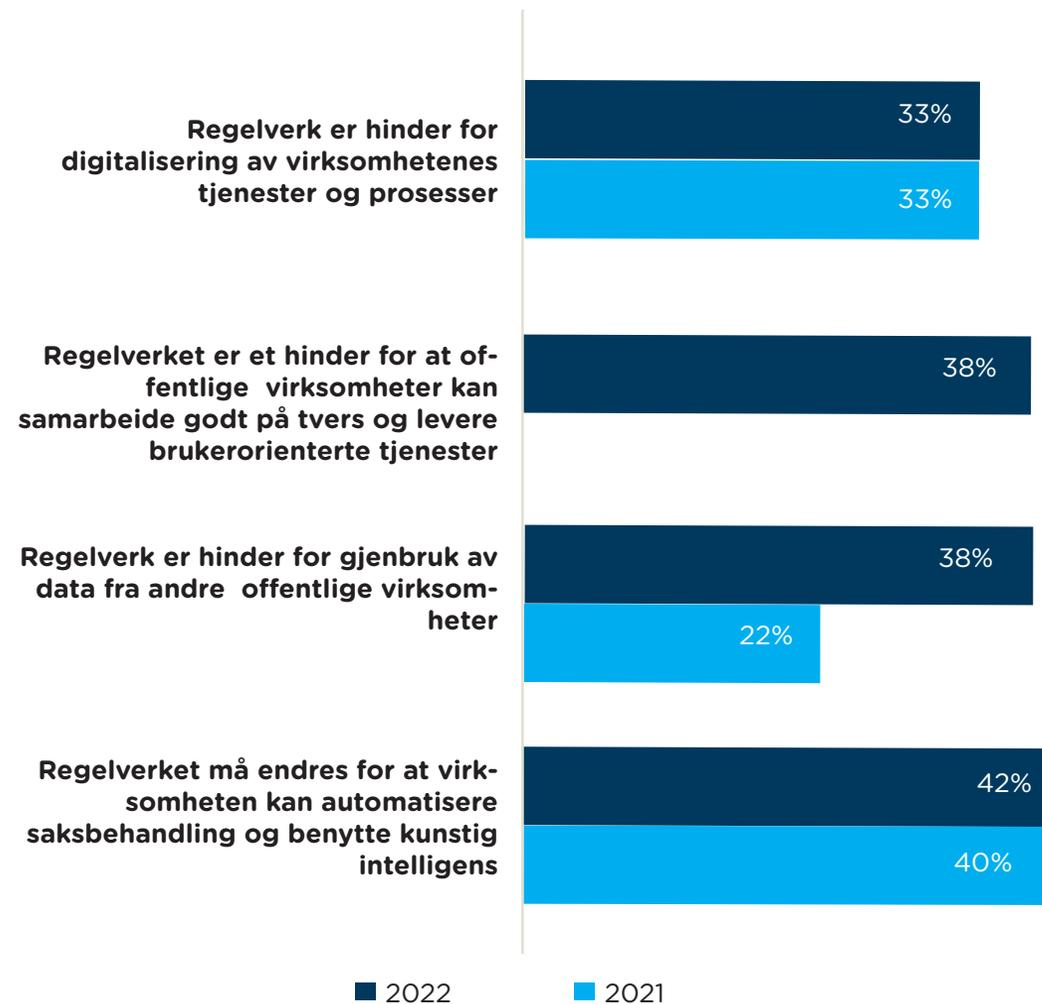 Regelverk er hinder for
digitalisering av virksomhetenes
tjenester og prosesser
33%
33%
Regelverket er et hinder for at of-
fentlige  virksomheter kan
samarbeide godt på tvers og levere
brukerorienterte tjenester
38%
Regelverk er hinder for gjenbruk av
data fra andre  offentlige virksom-
heter
38%
22%
Regelverket må endres for at virk-
somheten kan automatisere
saksbehandling og benytte kunstig
intelligens
42%
40%
2022
2021